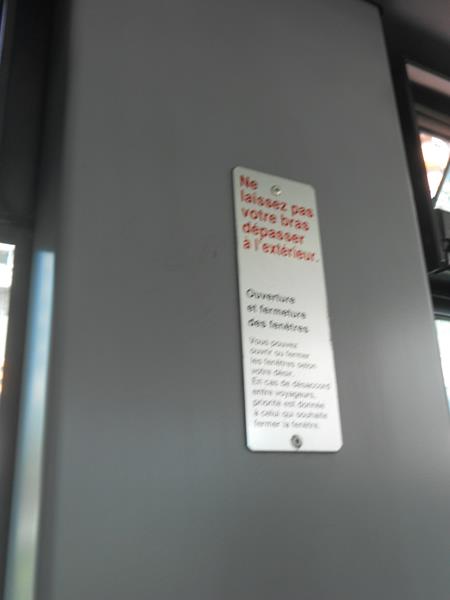 Ne
laissez pas
votre bras
dépasser
à l'extérieur.
Ouverture
et fermeture
des fenêtres
Vous pouvez
ouvrir ou fermer
les fenêtres selon
votre désir.
En cas de désaccord
entre voyageurs,
priorité est donnée
à celui qui souhaite
fermer la fenêtre.